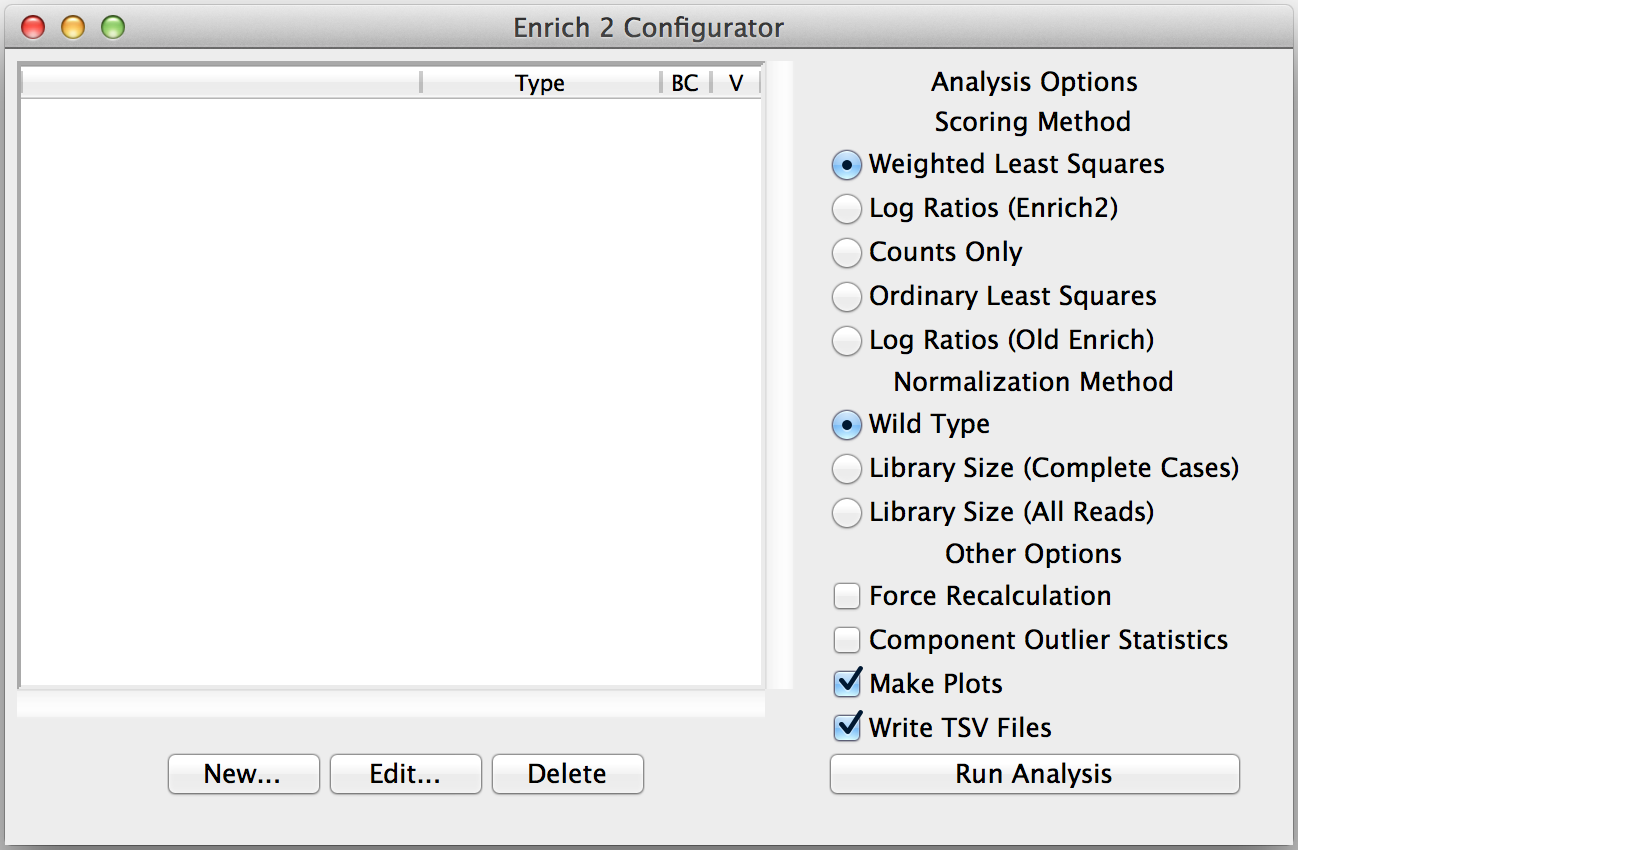 Enrich 2 Configurator
Type BC V
Analysis Options
Scoring Method
Weighted Least Squares
Log Ratios (Enrich2)
Counts Only
Ordinary Least Squares
Log Ratios (Old Enrich)
Normalization Method
Wild Type
Library Size (Complete Cases)
Library Size (All Reads)
Other Options
Force Recalculation
Component Outlier Statistics
Make Plots
Write TSV Files
New... Edit... Delete
Run Analysis